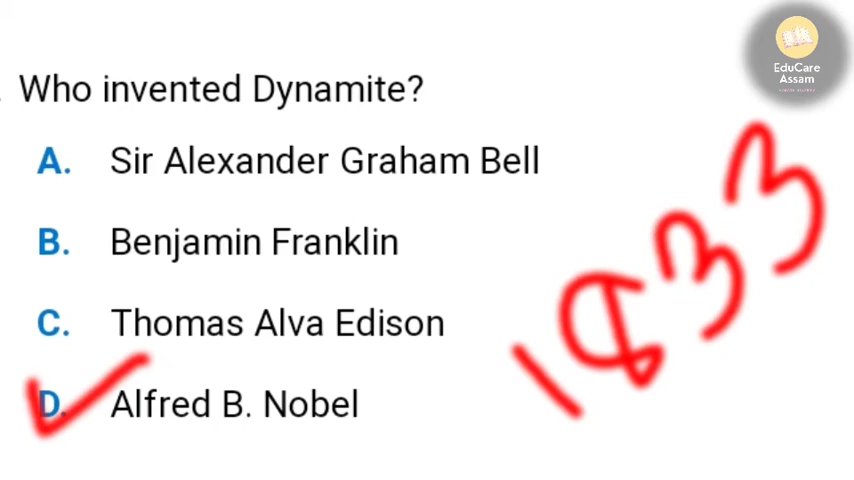 . Who invented Dynamite?
A. Sir Alexander Graham Bell
B. Benjamin Franklin
C. Thomas Alva Edison
D. Alfred B. Nobel
1833
EduCare
Assam